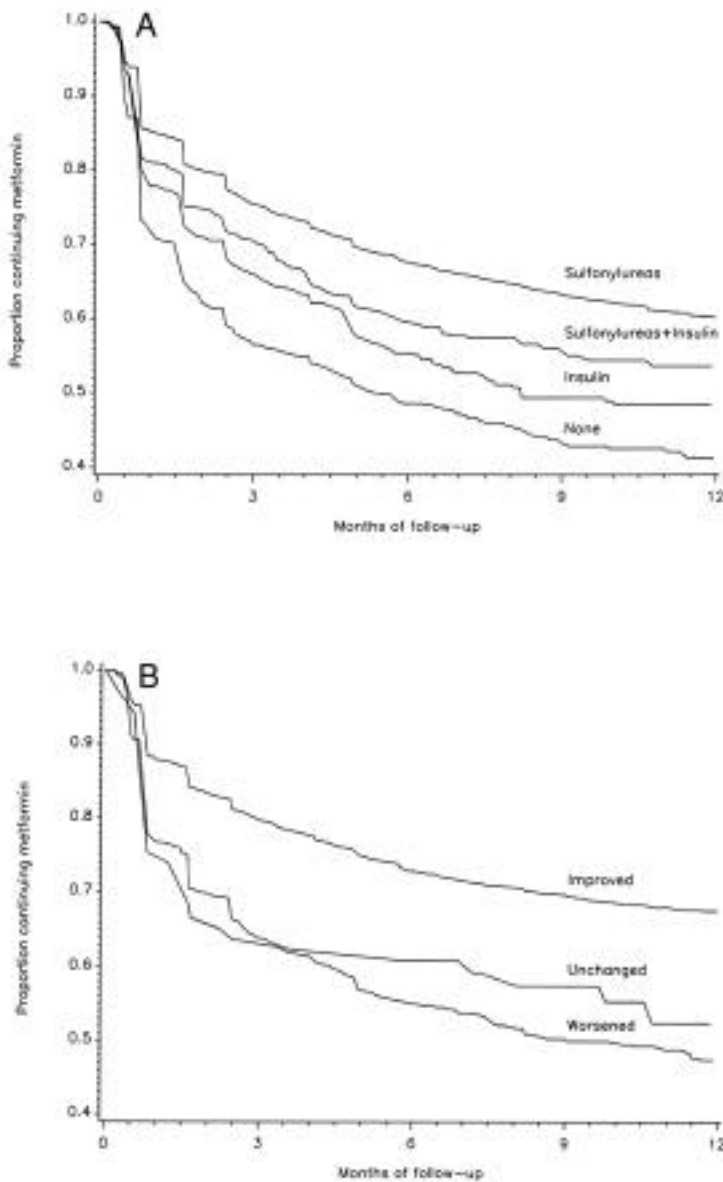 A
1.0
0.9
0.8
0.7
0.6
0.5
0.4
Proportion continuing metformin
Sulfonylureas
Sulfonylureas+Insulin
Insulin
None
0 3 6 9 12
Months of follow-up
B
1.0
0.9
0.8
0.7
0.6
0.5
0.4
Proportion continuing metformin
Improved
Unchanged
Worsened
0 3 6 9 12
Months of follow-up